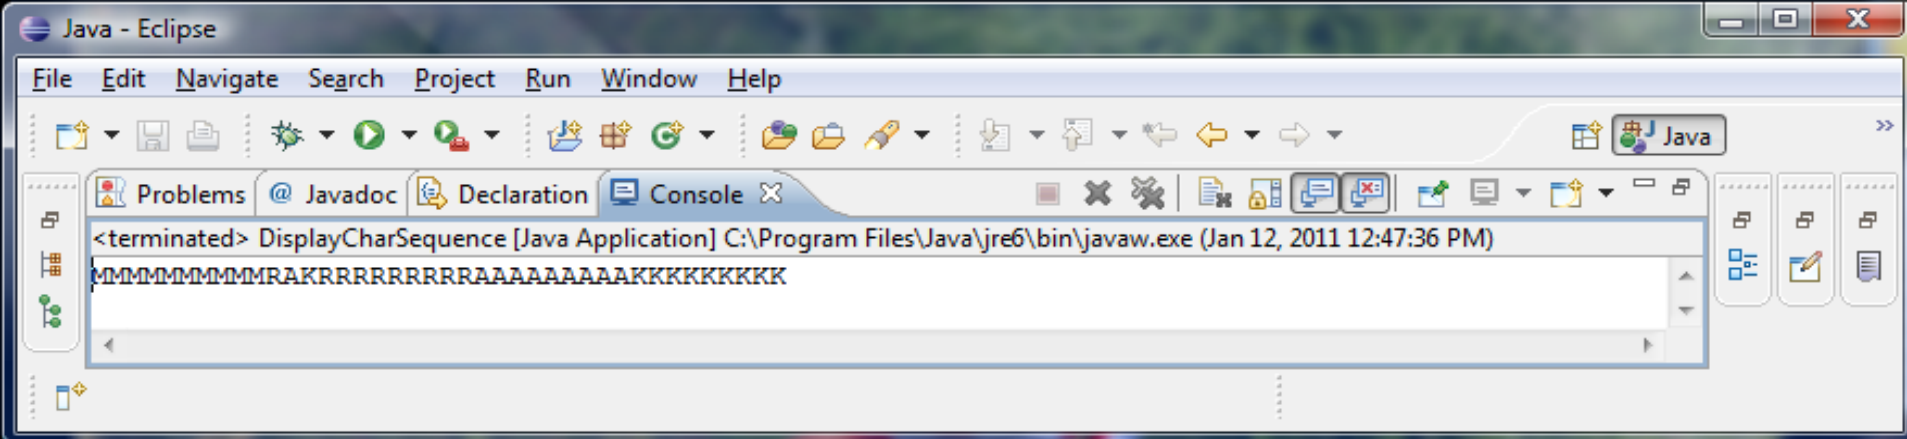 Java - Eclipse
File Edit Navigate Search Project Run Window Help
Java
Problems @ Javadoc Declaration Console
<terminated> DisplayCharSequence [Java Application] C:\Program Files\Java\jre6\bin\javaw.exe (Jan 12, 2011 12:47:36 PM)
MMMMMMMMMMRAKRRRRRRRRRAAAAAAAAAKKKKKKKKK